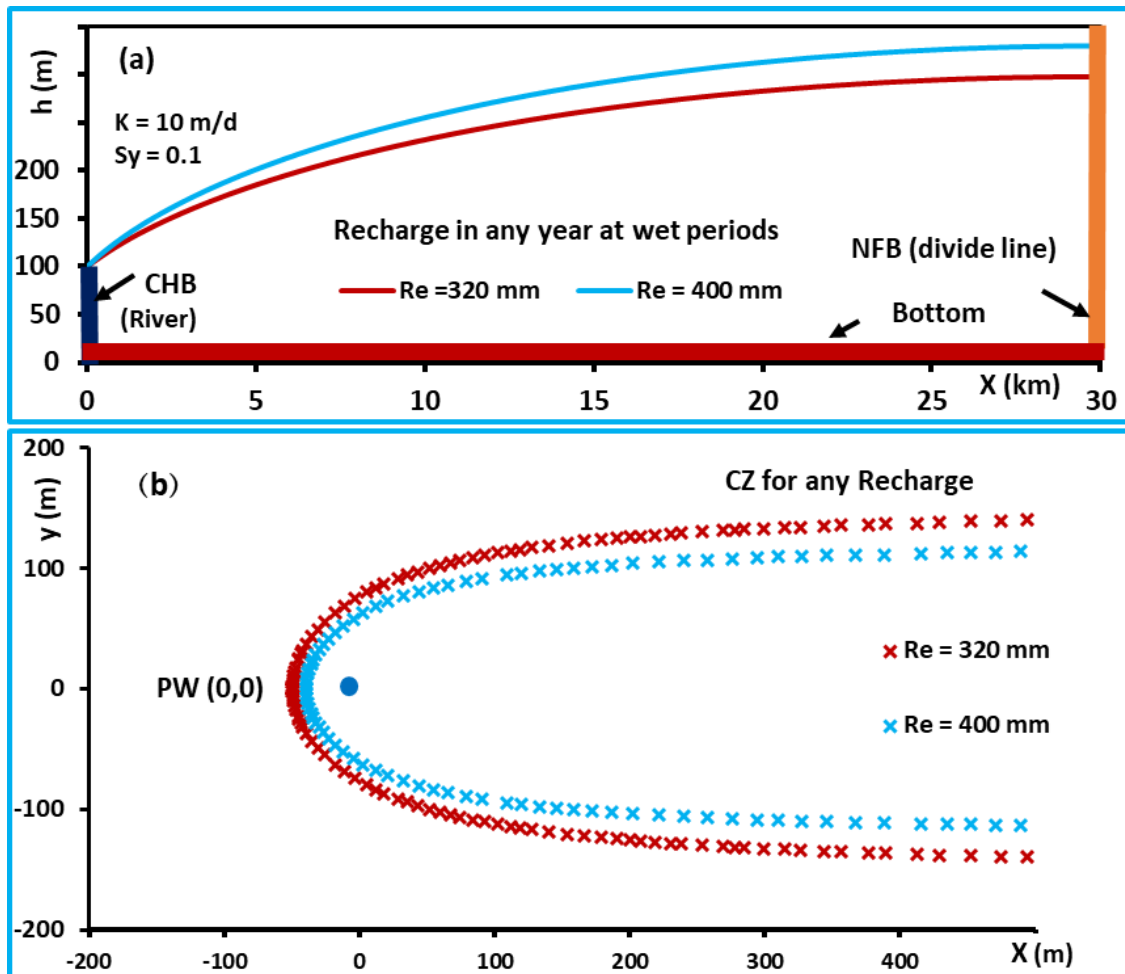 (a)
h (m)
K = 10 m/d
Sy = 0.1
200
150
100
50
0
Recharge in any year at wet periods
Re =320 mm
Re = 400 mm
CHB
(River)
NFB (divide line)
Bottom
0
5
10
15
20
25
30
X (km)
(b)
y (m)
CZ for any Recharge
200
100
0
-100
-200
PW (0,0)
Re = 320 mm
Re = 400 mm
-200
-100
0
100
200
300
400
X (m)